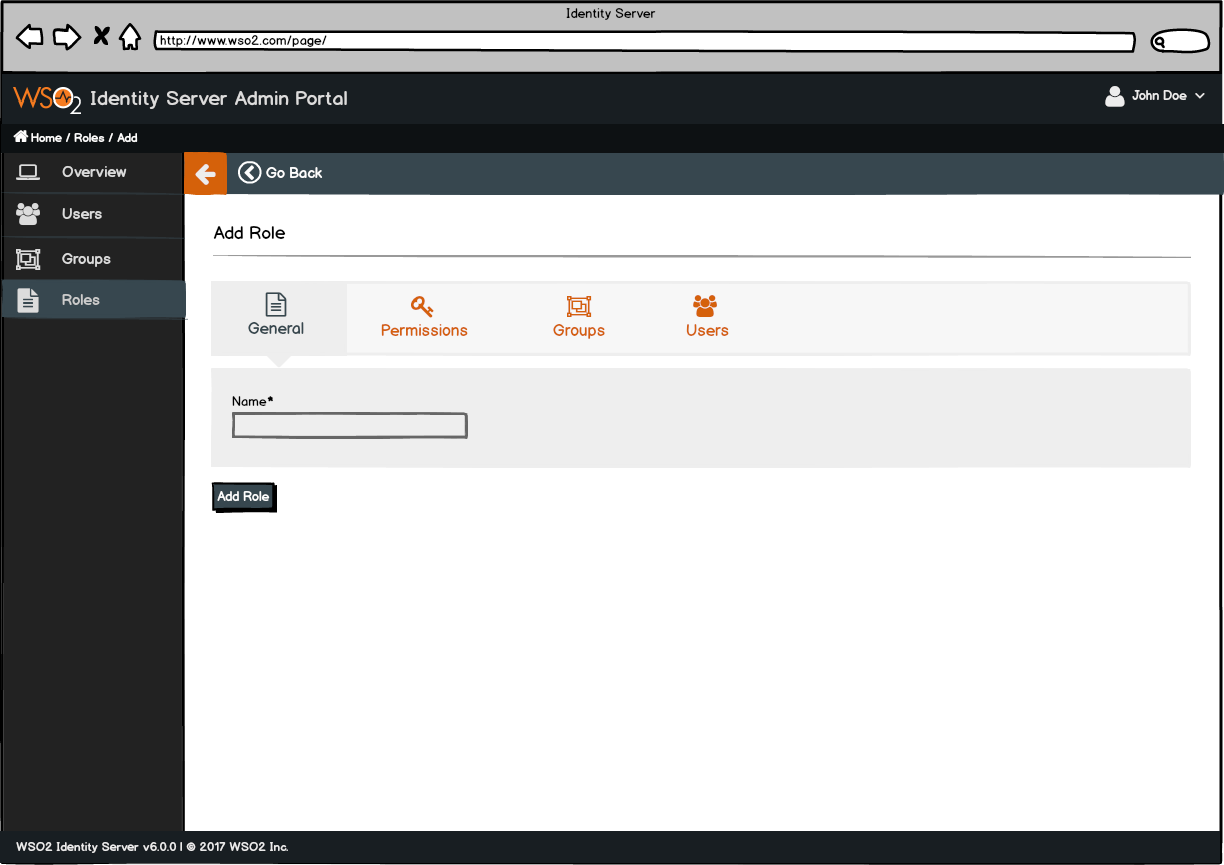 Identity Server
http://www.wso2.com/page/
WSO2 Identity Server Admin Portal
John Doe
Home / Roles / Add
Overview
Go Back
Users
Groups
Roles
Add Role
General
Permissions
Groups
Users
Name*
Add Role
WSO2 Identity Server v6.0.0 | © 2017 WSO2 Inc.